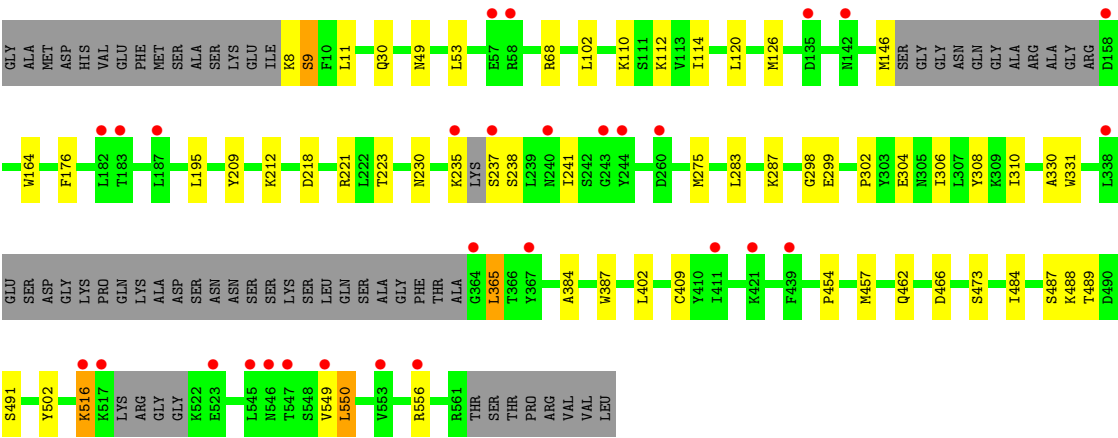 GLY ALA MET ASP HIS VAL GLU PHE MET SER ALA SER LYS GLU ILE K8 S9 F10 L11 Q30 N49 L53 E57 R58 R68 L102 K110 S111 K112 V113 I114 L120 M126 D135 N142 M146 SER GLY GLY ASN GLN GLY ALA ARG ALA GLY ARG D158
W164 F176 L182 T183 L187 L195 Y209 K212 D218 R221 L222 T223 N230 K235 LYS S237 S238 L239 N240 I241 S242 G243 Y244 D260 M275 L283 K287 G298 E299 P302 Y303 E304 N305 I306 L307 Y308 K309 I310 A330 W331 L338
GLU SER ASP GLY LYS PRO GLN LYS ALA ASP SER ASN ASN SER LYS SER LEU GLN SER ALA GLY PHE THR ALA G364 L365 T366 Y367 A384 W387 L402 C409 Y410 I411 K421 F439 P454 M457 Q462 D466 S473 I484 S487 K488 T489 D490
S491 Y502 K516 K517 LYS ARG GLY GLY K522 E523 L545 N546 T547 S548 V549 L550 V553 R556 R561 THR SER THR PRO ARG VAL VAL LEU